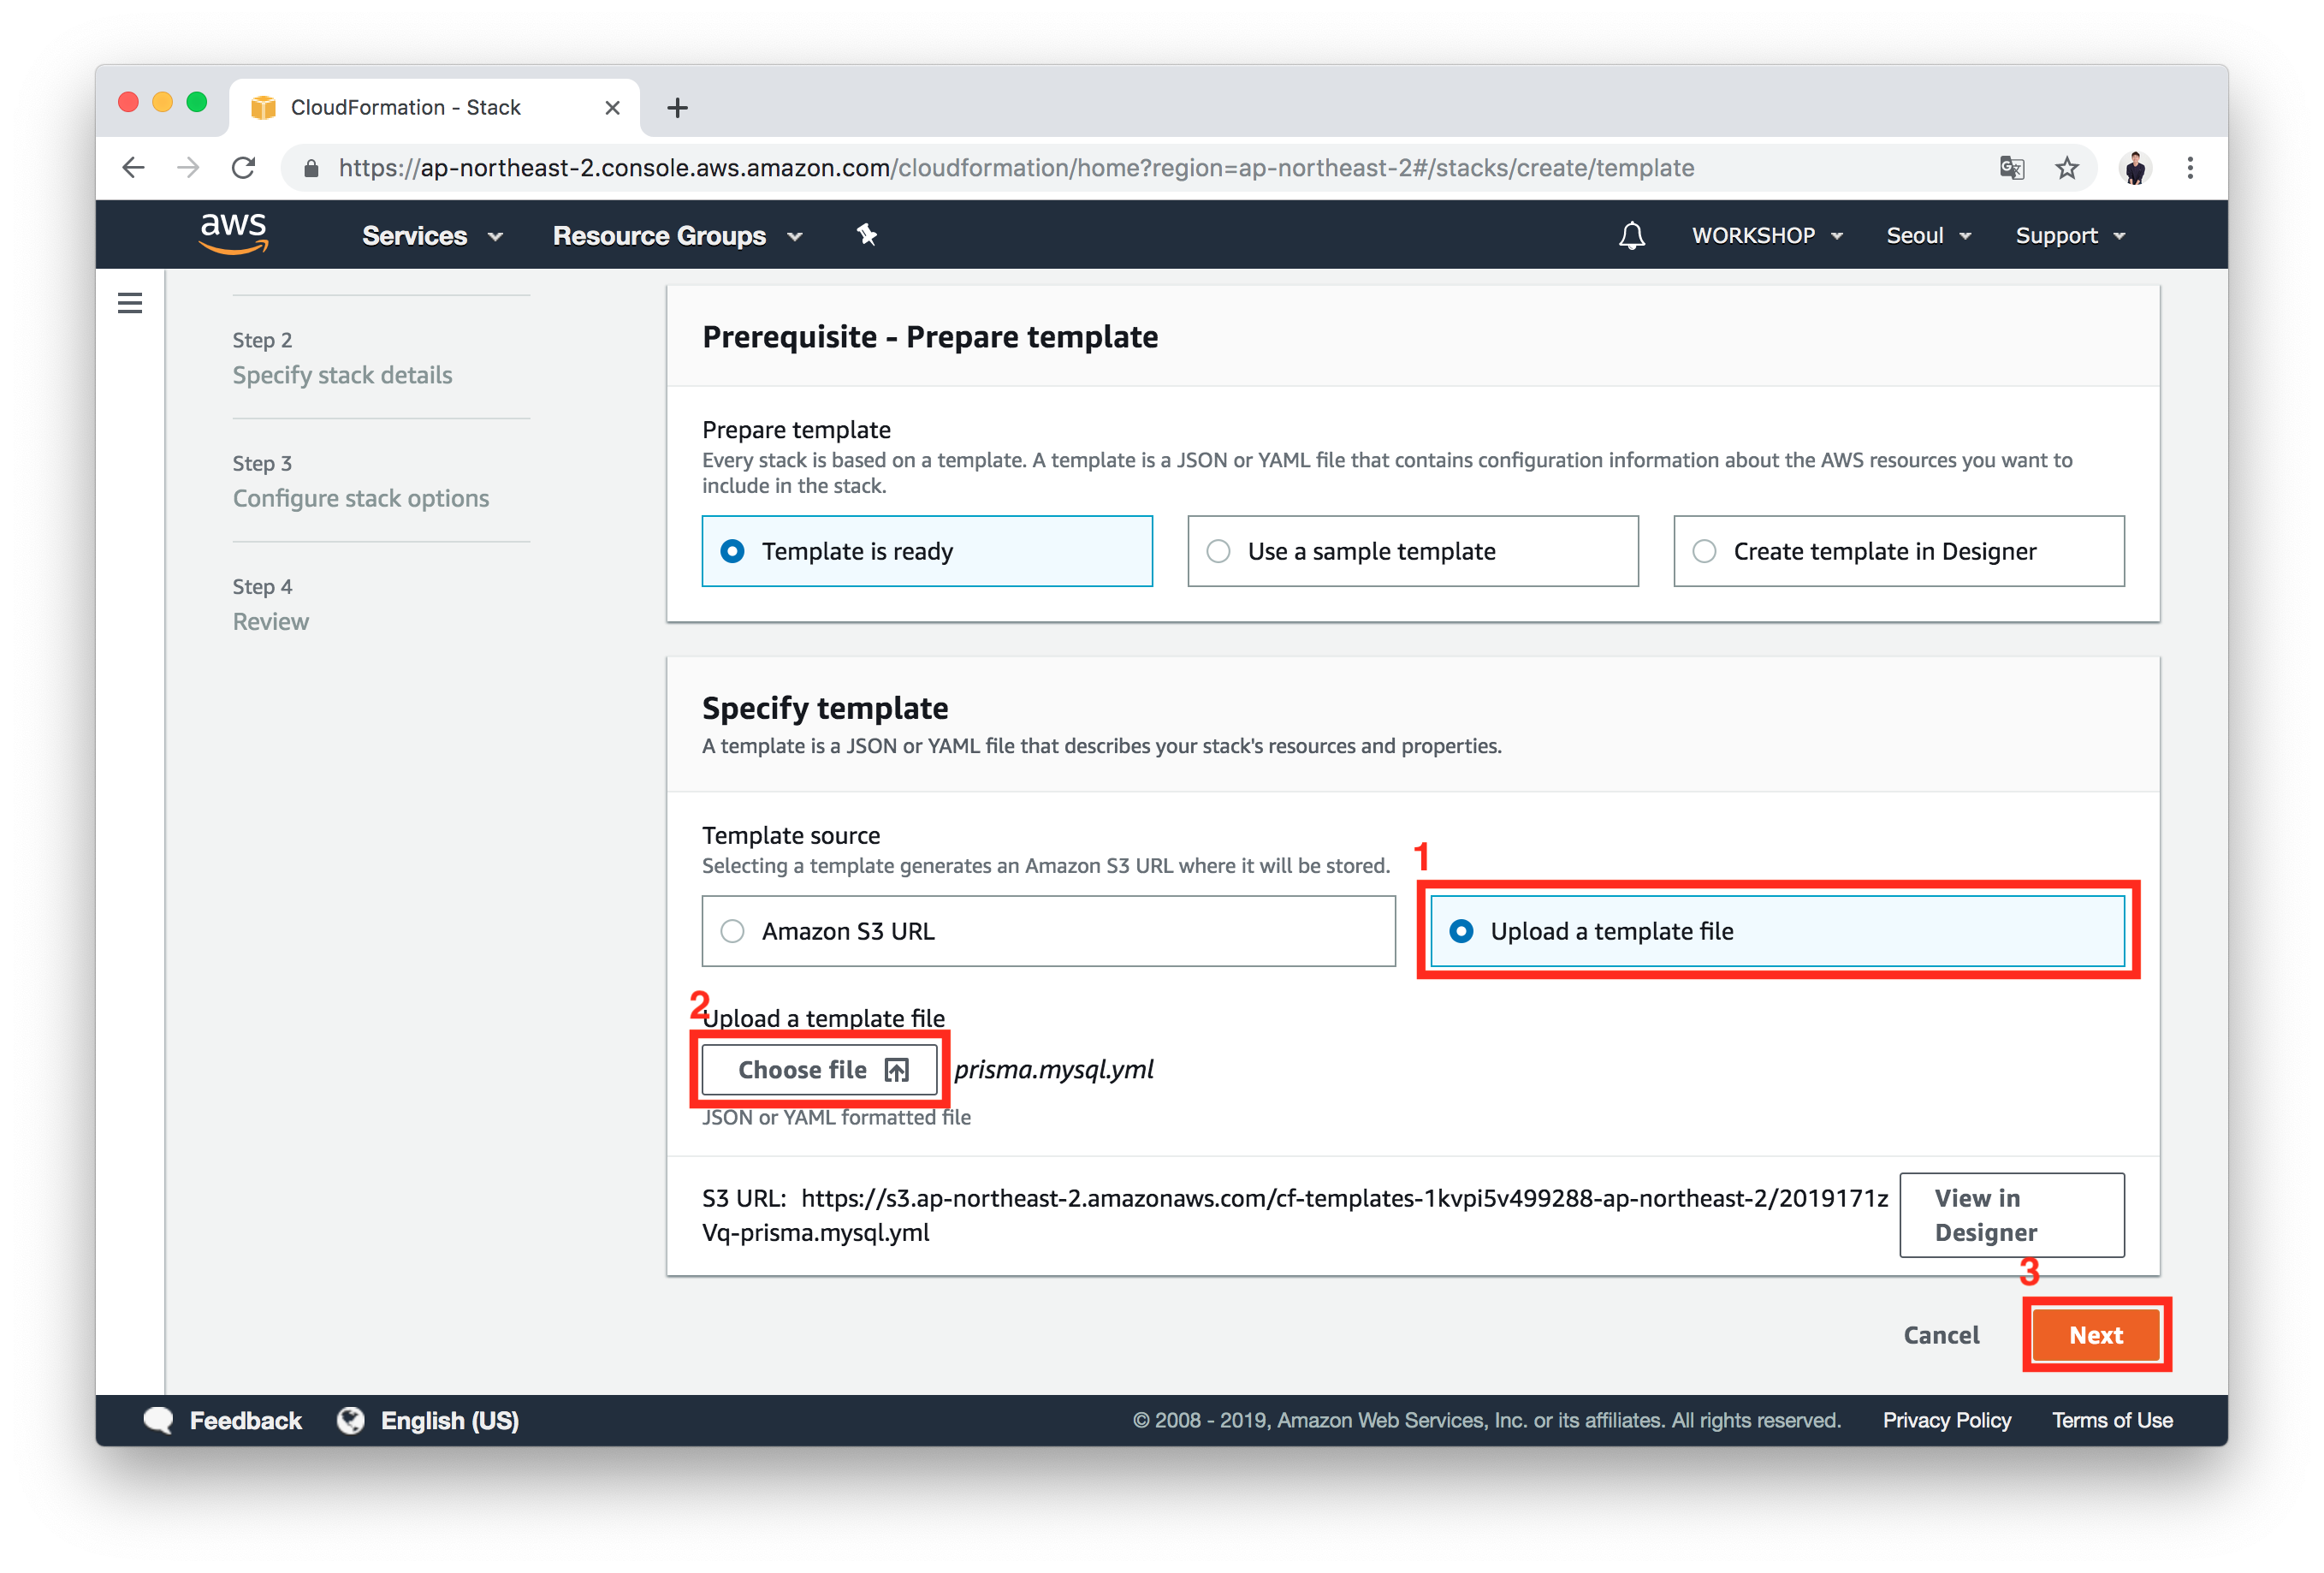 CloudFormation - Stack
https://ap-northeast-2.console.aws.amazon.com/cloudformation/home?region=ap-northeast-2#/stacks/create/template
aws
Services
Resource Groups
WORKSHOP
Seoul
Support
Step 2
Specify stack details
Step 3
Configure stack options
Step 4
Review
Prerequisite - Prepare template
Prepare template
Every stack is based on a template. A template is a JSON or YAML file that contains configuration information about the AWS resources you want to
include in the stack.
Template is ready
Use a sample template
Create template in Designer
Specify template
A template is a JSON or YAML file that describes your stack's resources and properties.
Template source
Selecting a template generates an Amazon S3 URL where it will be stored.
1
Amazon S3 URL
Upload a template file
2
Upload a template file
Choose file
prisma.mysql.yml
JSON or YAML formatted file
S3 URL: https://s3.ap-northeast-2.amazonaws.com/cf-templates-1kvpi5v499288-ap-northeast-2/2019171z
Vq-prisma.mysql.yml
View in
Designer
3
Cancel
Next
Feedback
English (US)
© 2008 - 2019, Amazon Web Services, Inc. or its affiliates. All rights reserved.
Privacy Policy
Terms of Use